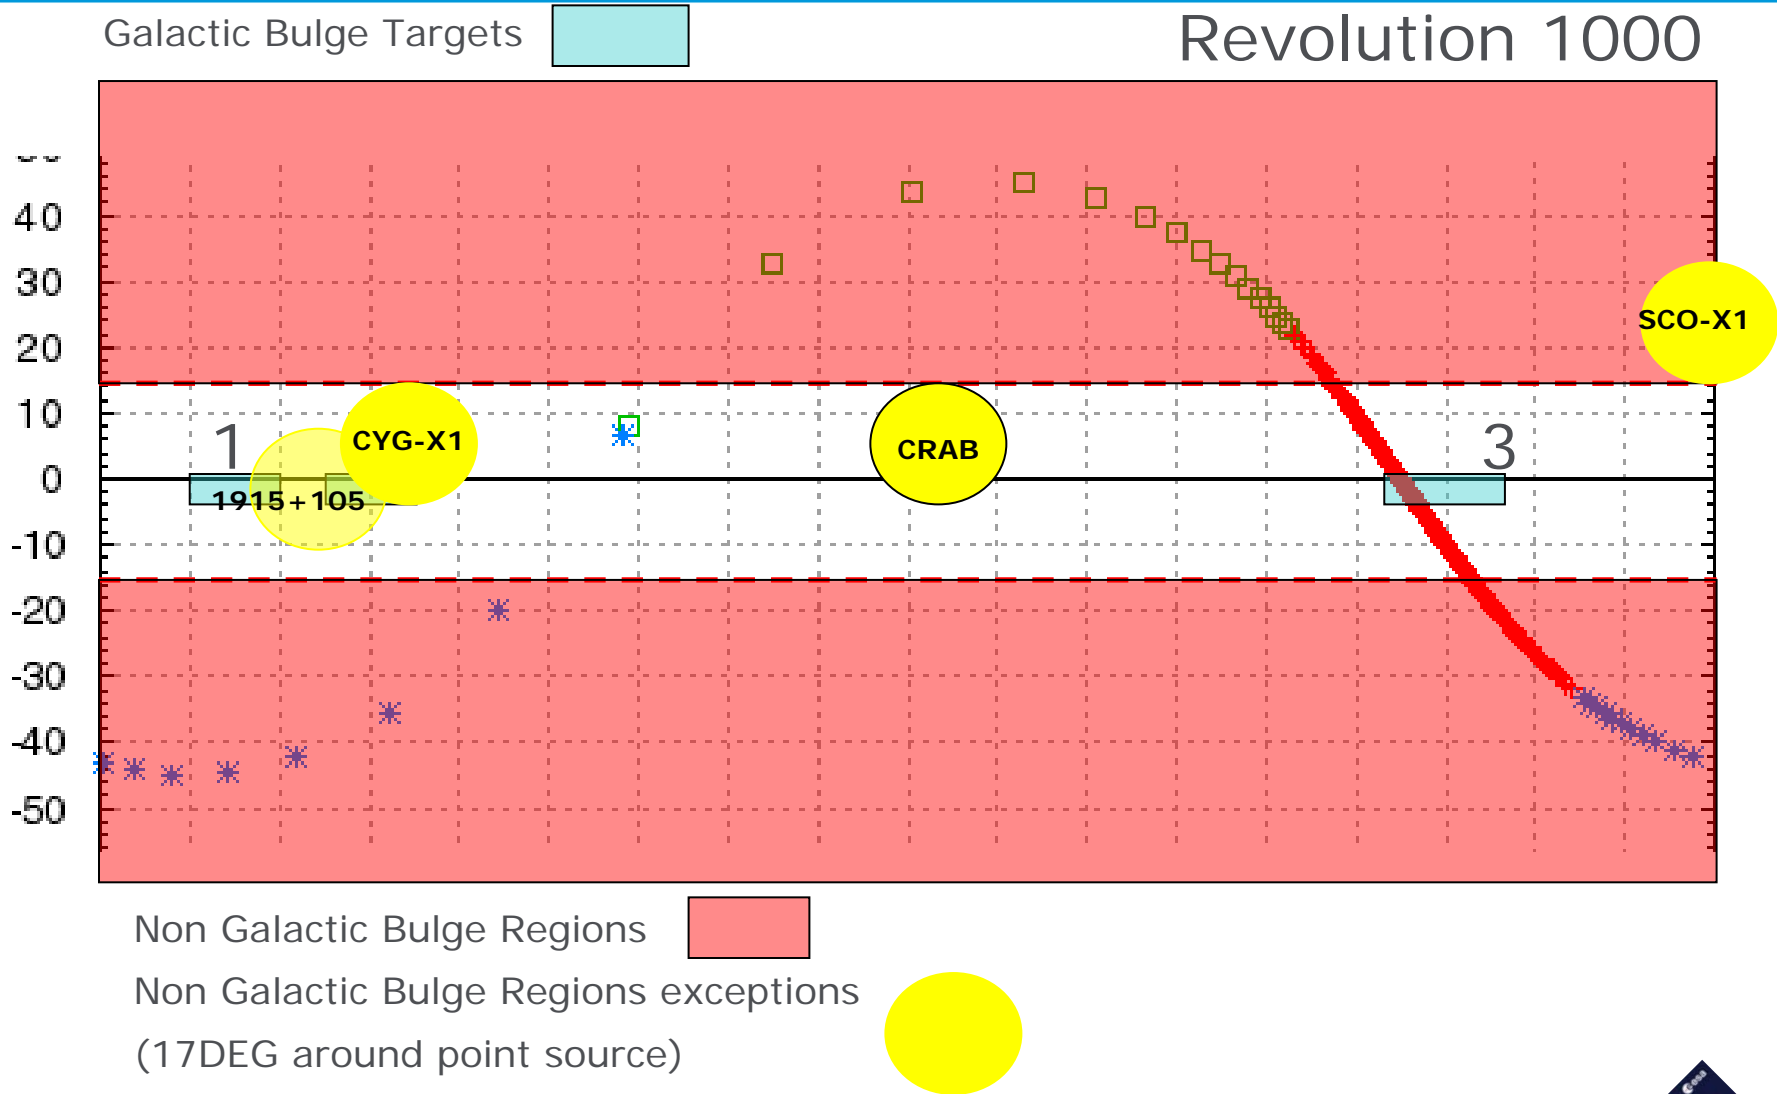 Galactic Bulge Targets
Revolution 1000
40
30
20
10
0
-10
-20
-30
-40
-50
SCO-X1
1
CYG-X1
CRAB
3
1915+105
Non Galactic Bulge Regions
Non Galactic Bulge Regions exceptions
(17DEG around point source)
esa